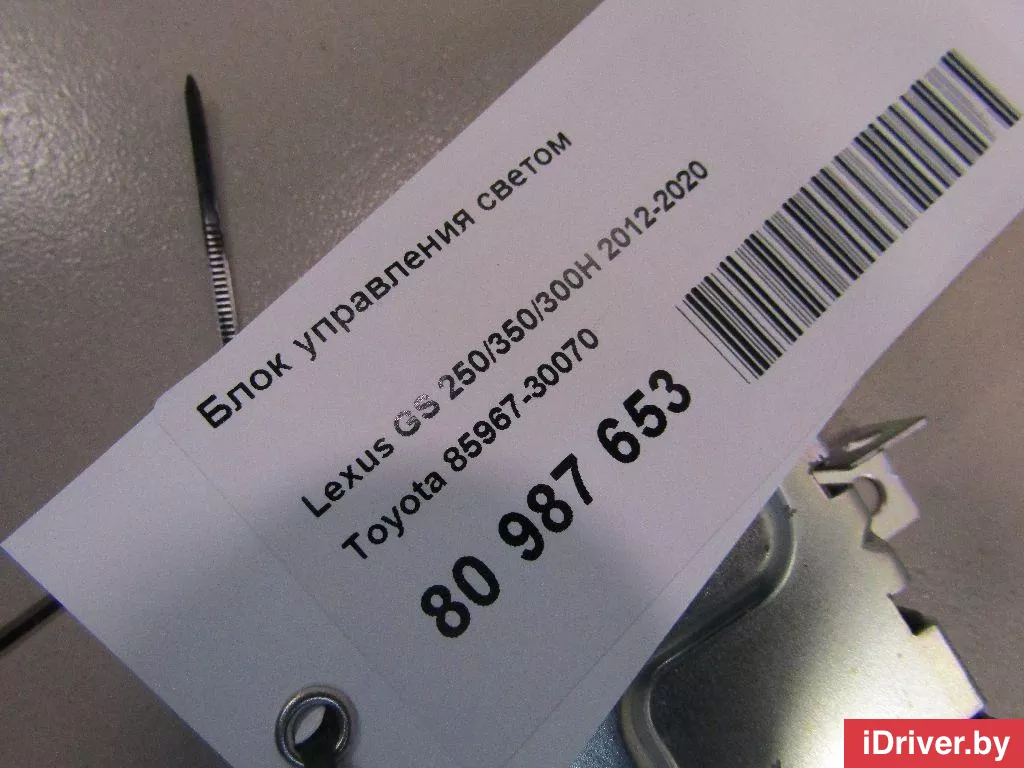 Блок управления светом
Lexus GS 250/350/300H 2012-2020
Toyota 85967-30070
80 987 653
iDriver.by